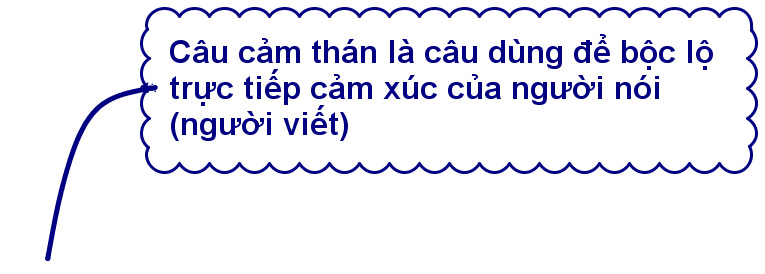 Câu cảm thán là câu dùng để bộc lộ
trực tiếp cảm xúc của người nói
(người viết)